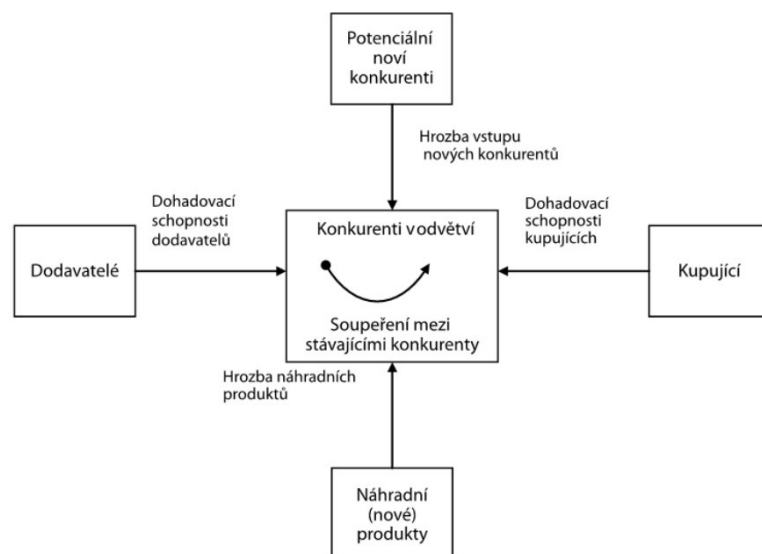 Potenciální
noví
konkurenti
Hrozba vstupu
nových konkurentů
Dohadovací
schopnosti
dodavatelů
Dohadovací
schopnosti
kupujících
Dodavatelé
Konkurenti v odvětví
Kupující
Soupeření mezi
stávajícími konkurenty
Hrozba náhradních
produktů
Náhradní
(nové)
produkty